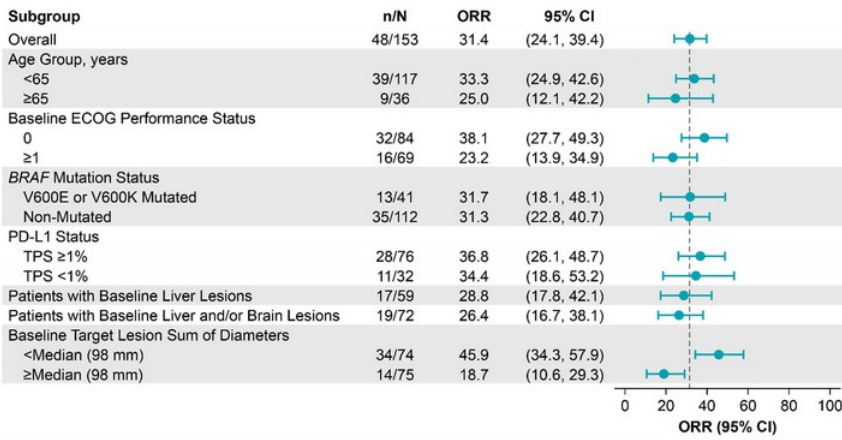 Subgroup n/N ORR 95% CI
Overall 48/153 31.4 (24.1, 39.4)
Age Group, years
<65 39/117 33.3 (24.9, 42.6)
≥65 9/36 25.0 (12.1, 42.2)
Baseline ECOG Performance Status
0 32/84 38.1 (27.7, 49.3)
≥1 16/69 23.2 (13.9, 34.9)
BRAF Mutation Status
V600E or V600K Mutated 13/41 31.7 (18.1, 48.1)
Non-Mutated 35/112 31.3 (22.8, 40.7)
PD-L1 Status
TPS ≥1% 28/76 36.8 (26.1, 48.7)
TPS <1% 11/32 34.4 (18.6, 53.2)
Patients with Baseline Liver Lesions 17/59 28.8 (17.8, 42.1)
Patients with Baseline Liver and/or Brain Lesions 19/72 26.4 (16.7, 38.1)
Baseline Target Lesion Sum of Diameters
<Median (98 mm) 34/74 45.9 (34.3, 57.9)
≥Median (98 mm) 14/75 18.7 (10.6, 29.3)
0 20 40 60 80 100
ORR (95% CI)